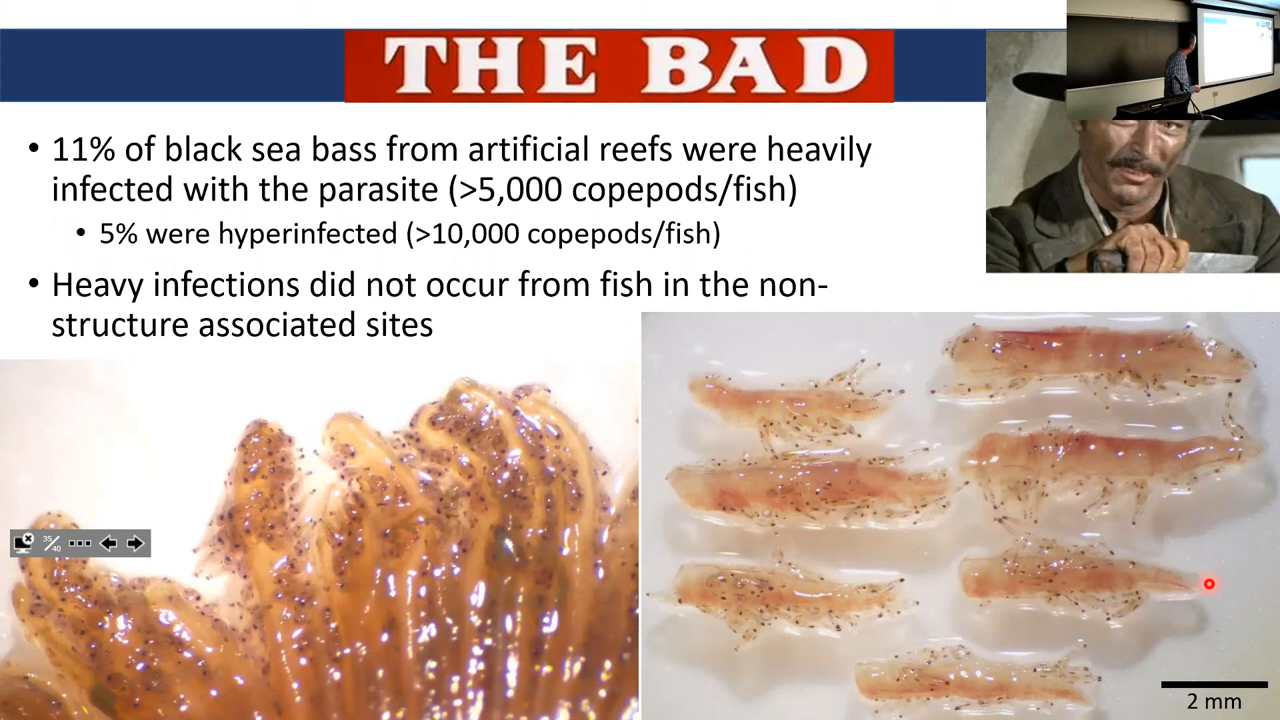 THE BAD
• 11% of black sea bass from artificial reefs were heavily
infected with the parasite (>5,000 copepods/fish)
• 5% were hyperinfected (>10,000 copepods/fish)
• Heavy infections did not occur from fish in the non-
structure associated sites
35/40
2 mm